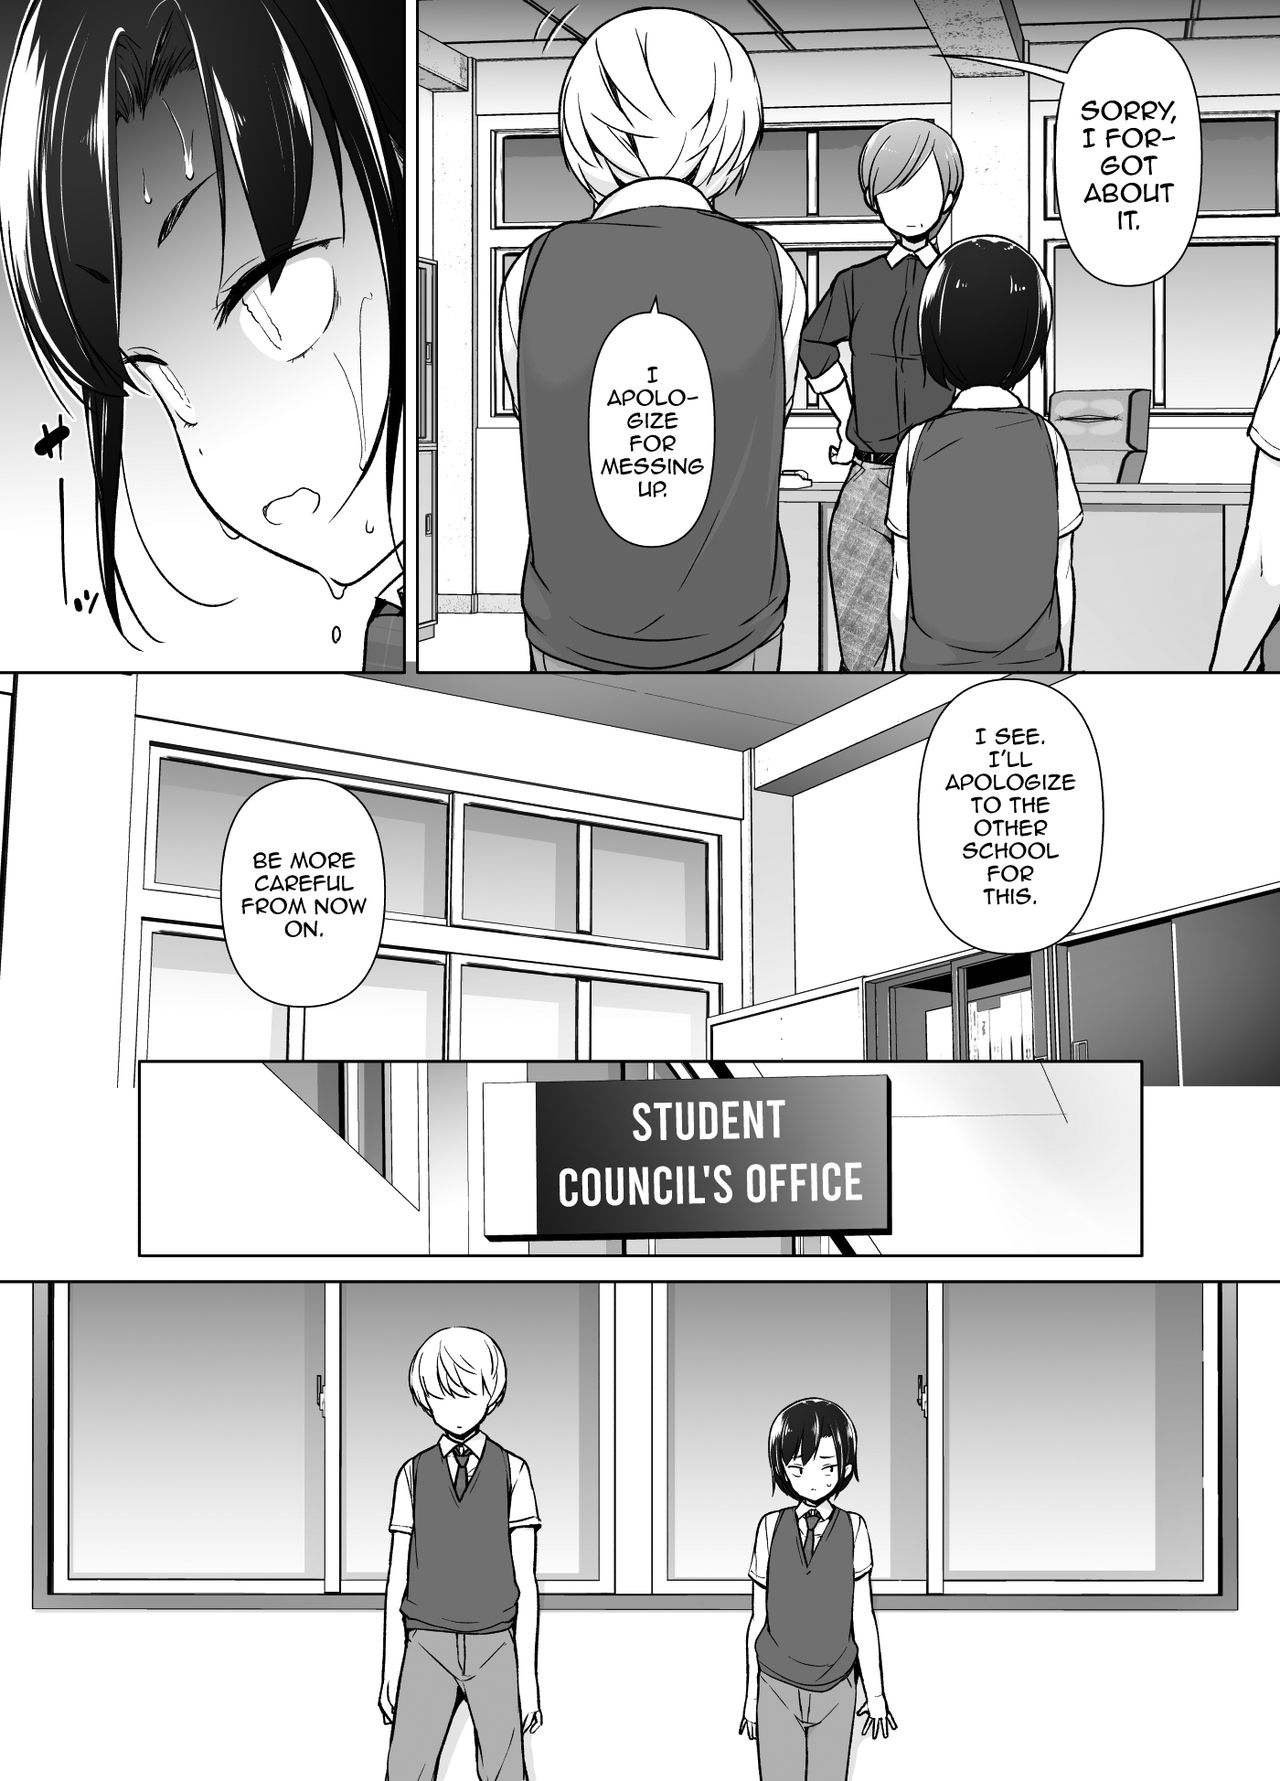 SORRY,
I FOR-
GOT
ABOUT
IT.
I
APOLO-
GIZE
FOR
MESSING
UP.
I SEE.
I'LL
APOLOGIZE
TO THE
OTHER
SCHOOL
FOR
THIS.
BE MORE
CAREFUL
FROM NOW
ON.
STUDENT
COUNCIL'S OFFICE